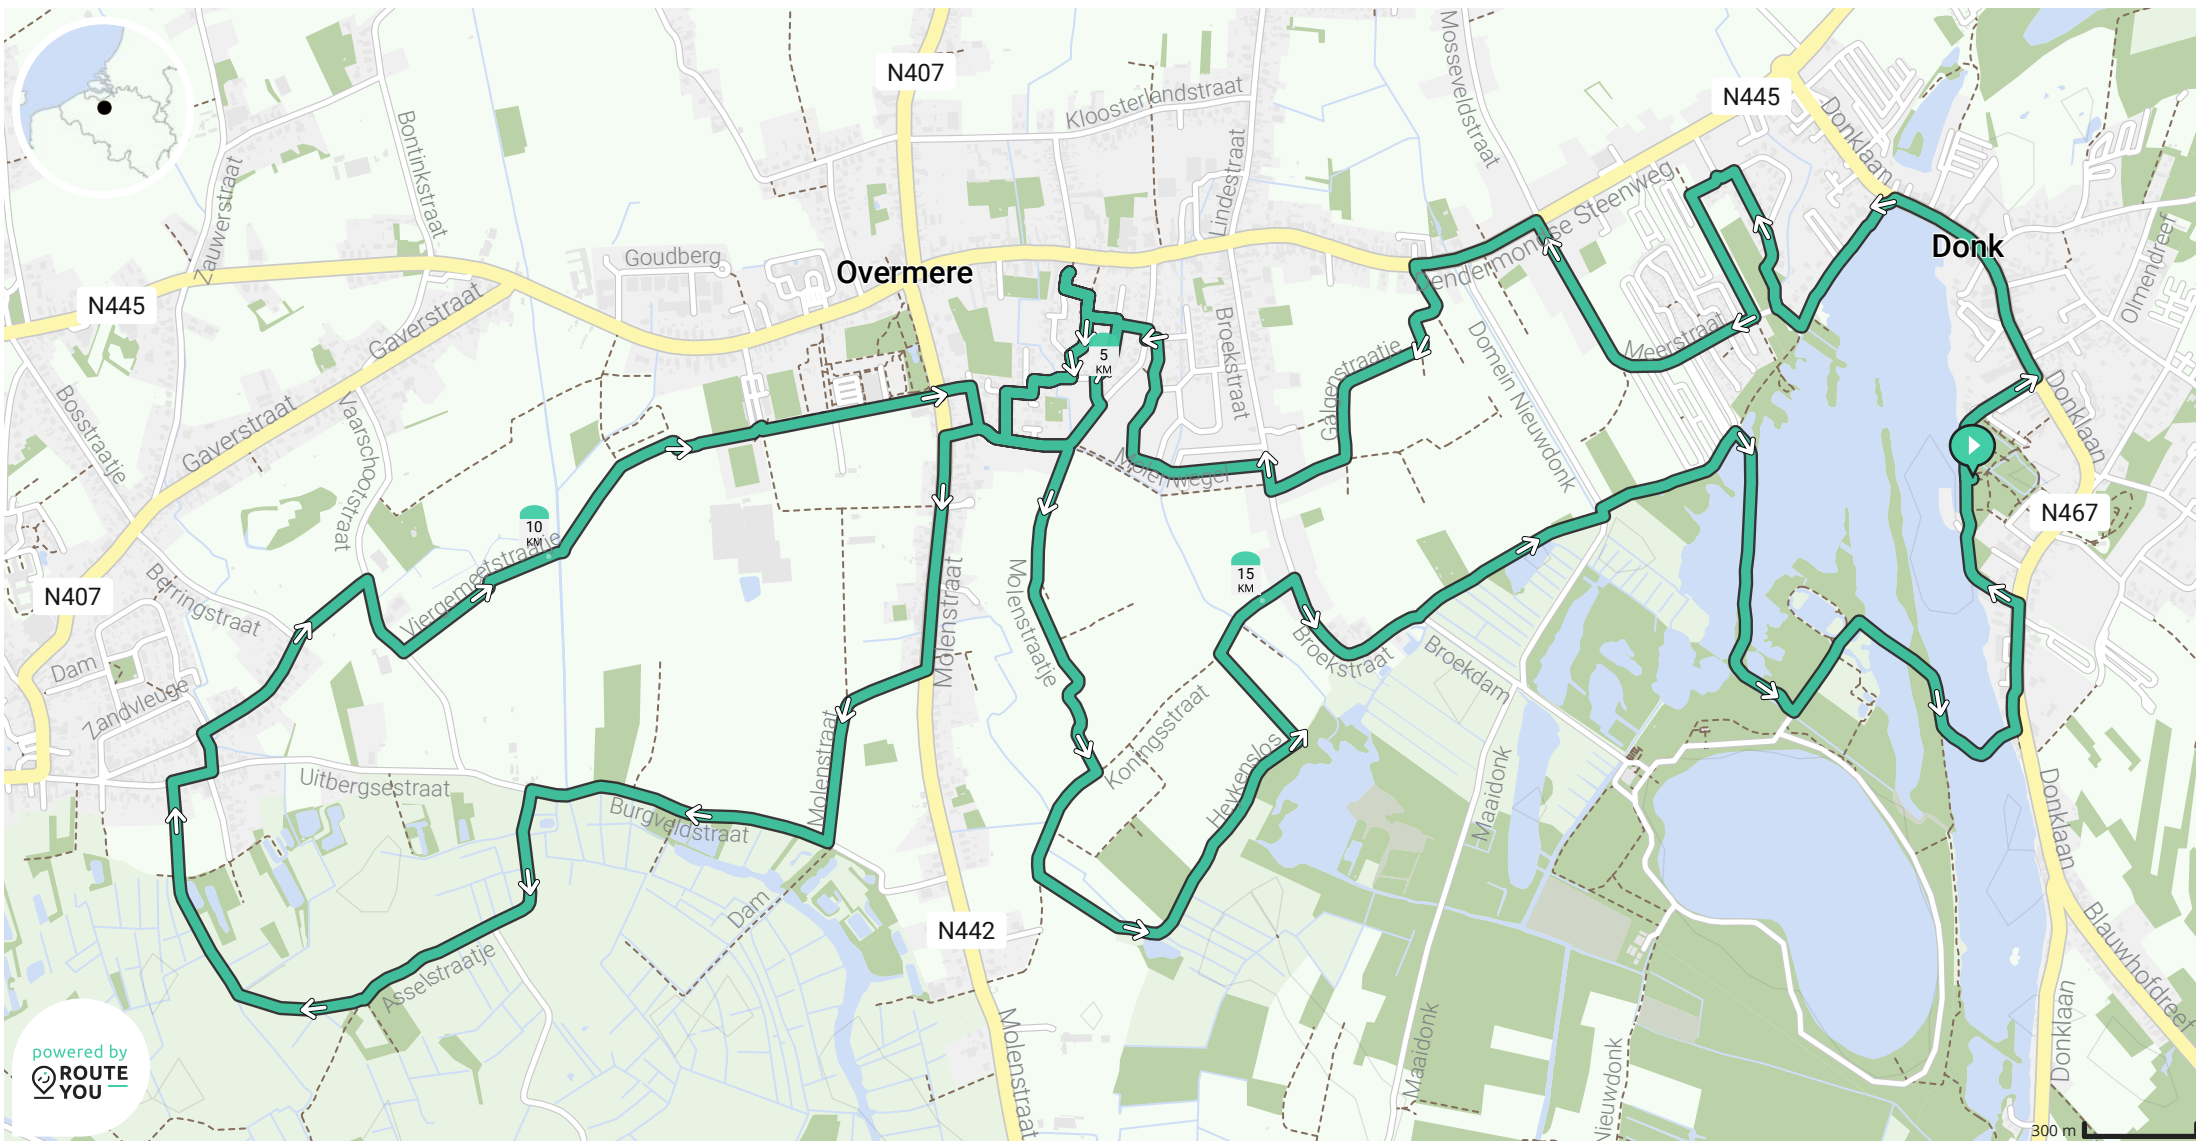 N407
N445
Donklaan
Mosseveldstraat
Kloosterlandstraat
Bontinkstraat
Zauwerstraat
Lindestraat
Dendermondse Steenweg
Olmendreef
Goudberg
Overmere
Donk
N445
Gaverstraat
Gaverstraat
Bosstraatje
Vaarschootstraat
Broekstraat
Galgenstraatje
Domein Nieuwdonk
Meerstraat
Donklaan
5
KM
Molenwegel
N467
10
KM
Viergemeetstraatje
Berringstraat
N407
Dam
Zandvleuge
Molenstraat
Molenstraatje
15
KM
Broekstraat
Broekdam
Koningsstraat
Heykenslos
Maaidonk
Uitbergsestraat
Burgveldstraat
Molenstraat
Dam
Donklaan
N442
Asselstraatje
Blauwhofdreef
Molenstraat
Maaidonk
Nieuwdonk
Donklaan
powered by
ROUTE
YOU
300 m